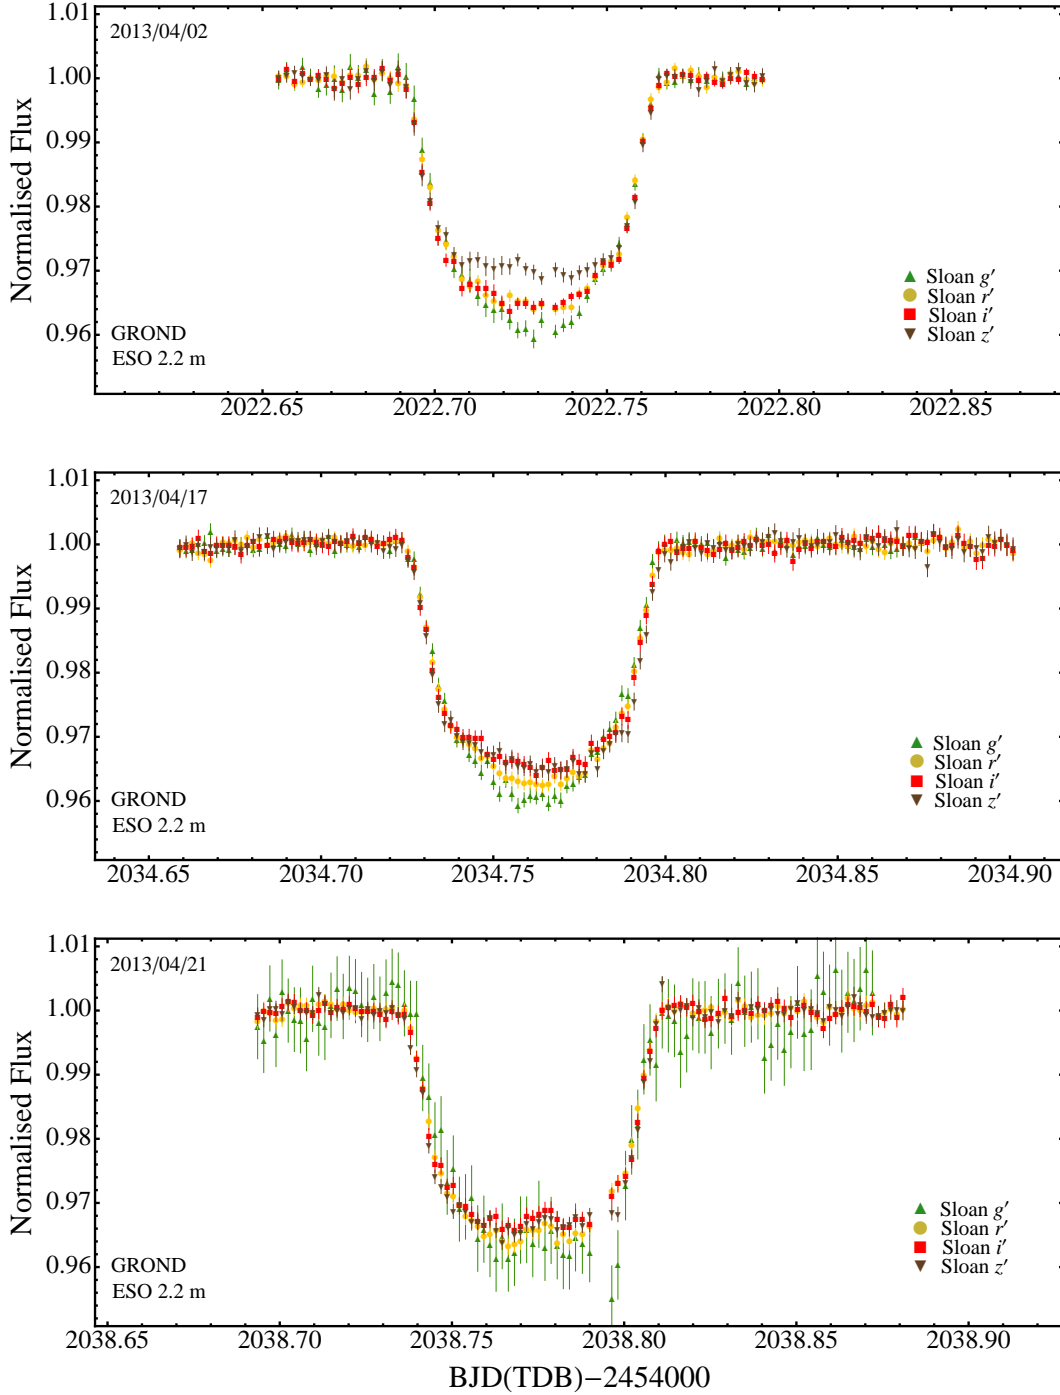 1.01
2013/04/02
1.00
0.99
0.98
0.97
0.96
Normalised Flux
Sloan g′
Sloan r′
Sloan i′
Sloan z′
GROND
ESO 2.2 m
2022.65 2022.70 2022.75 2022.80 2022.85
1.01
2013/04/17
1.00
0.99
0.98
0.97
0.96
Normalised Flux
Sloan g′
Sloan r′
Sloan i′
Sloan z′
GROND
ESO 2.2 m
2034.65 2034.70 2034.75 2034.80 2034.85 2034.90
1.01
2013/04/21
1.00
0.99
0.98
0.97
0.96
Normalised Flux
Sloan g′
Sloan r′
Sloan i′
Sloan z′
GROND
ESO 2.2 m
2038.65 2038.70 2038.75 2038.80 2038.85 2038.90
BJD(TDB)−2454000